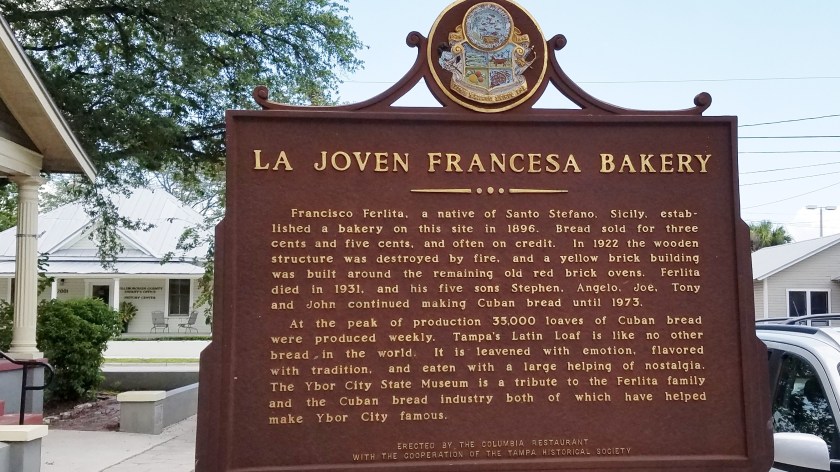 LA JOVEN FRANCESA BAKERY
Francisco Ferlita, a native of Santo Stefano, Sicily, estab-
lished a bakery on this site in 1896. Bread sold for three
cents and five cents, and often on credit. In 1922 the wooden
structure was destroyed by fire, and a yellow brick building
was built around the remaining old red brick ovens. Ferlita
died in 1931, and his five sons Stephen, Angelo, Joe, Tony
and John continued making Cuban bread until 1973.
At the peak of production 35,000 loaves of Cuban bread
were produced weekly. Tampa's Latin Loaf is like no other
bread in the world. It is leavened with emotion, flavored
with tradition, and eaten with a large helping of nostalgia.
The Ybor City State Museum is a tribute to the Ferlita family
and the Cuban bread industry both of which have helped
make Ybor City famous.
ERECTED BY THE COLUMBIA RESTAURANT
WITH THE COOPERATION OF THE TAMPA HISTORICAL SOCIETY